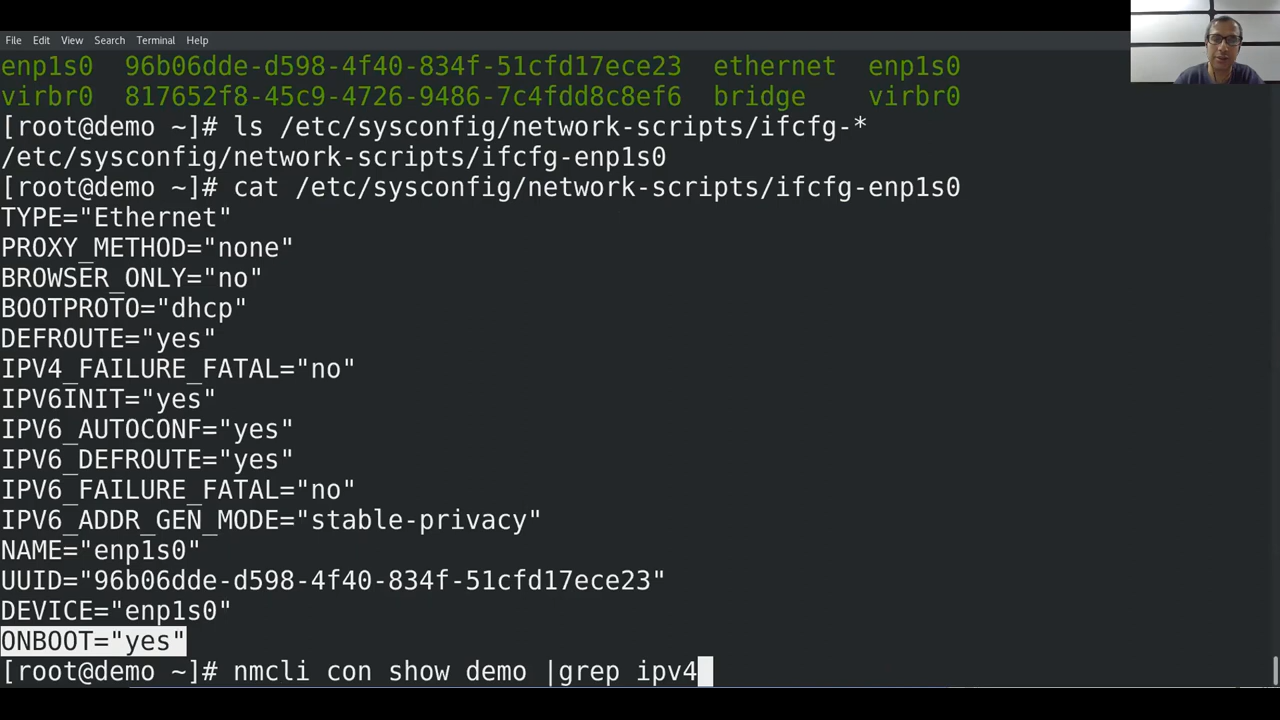 File Edit View Search Terminal Help
enp1s0 96b06dde-d598-4f40-834f-51cfd17ece23 ethernet enp1s0
virbr0 817652f8-45c9-4726-9486-7c4fdd8c8ef6 bridge virbr0
[root@demo ~]# ls /etc/sysconfig/network-scripts/ifcfg-*
/etc/sysconfig/network-scripts/ifcfg-enp1s0
[root@demo ~]# cat /etc/sysconfig/network-scripts/ifcfg-enp1s0
TYPE="Ethernet"
PROXY_METHOD="none"
BROWSER_ONLY="no"
BOOTPROTO="dhcp"
DEFROUTE="yes"
IPV4_FAILURE_FATAL="no"
IPV6INIT="yes"
IPV6_AUTOCONF="yes"
IPV6_DEFROUTE="yes"
IPV6_FAILURE_FATAL="no"
IPV6_ADDR_GEN_MODE="stable-privacy"
NAME="enp1s0"
UUID="96b06dde-d598-4f40-834f-51cfd17ece23"
DEVICE="enp1s0"
ONBOOT="yes"
[root@demo ~]# nmcli con show demo |grep ipv4